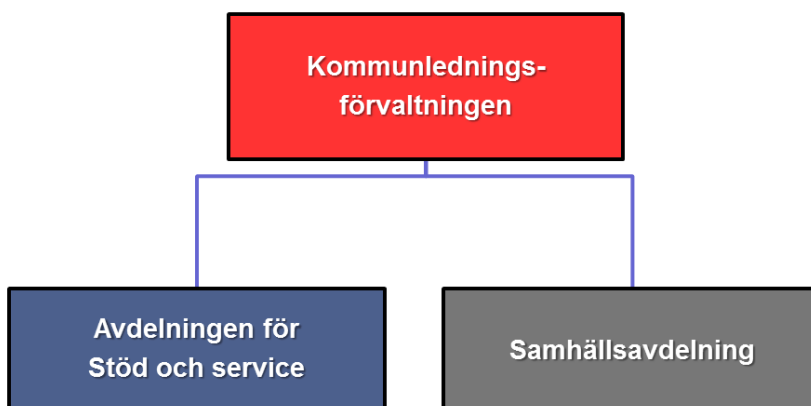 Kommunlednings-
förvaltningen
Avdelningen för
Stöd och service
Samhällsavdelning